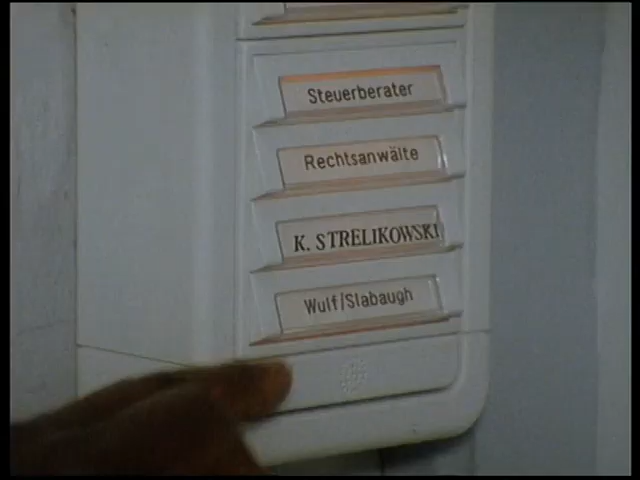 Steuerberater
Rechtsanwälte
K. STRELIKOWSKI
Wulf/Slabaugh